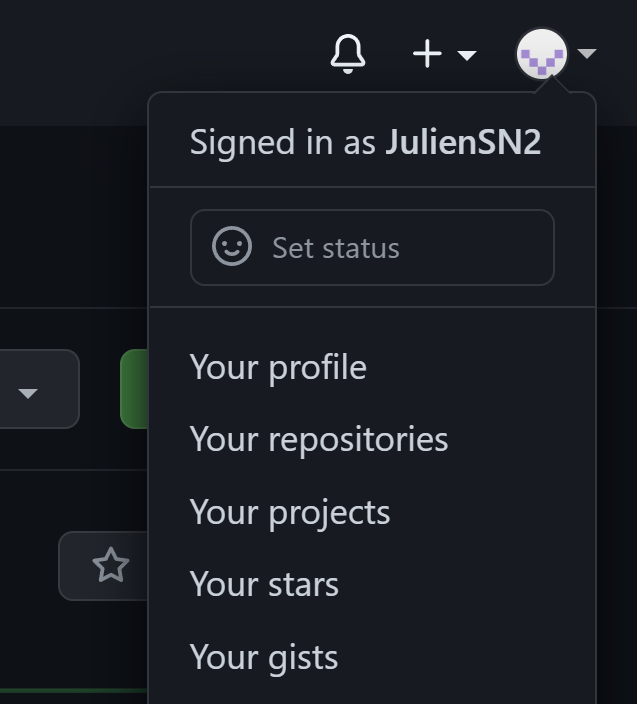 Signed in as JulienSN2
Set status
Your profile
Your repositories
Your projects
Your stars
Your gists